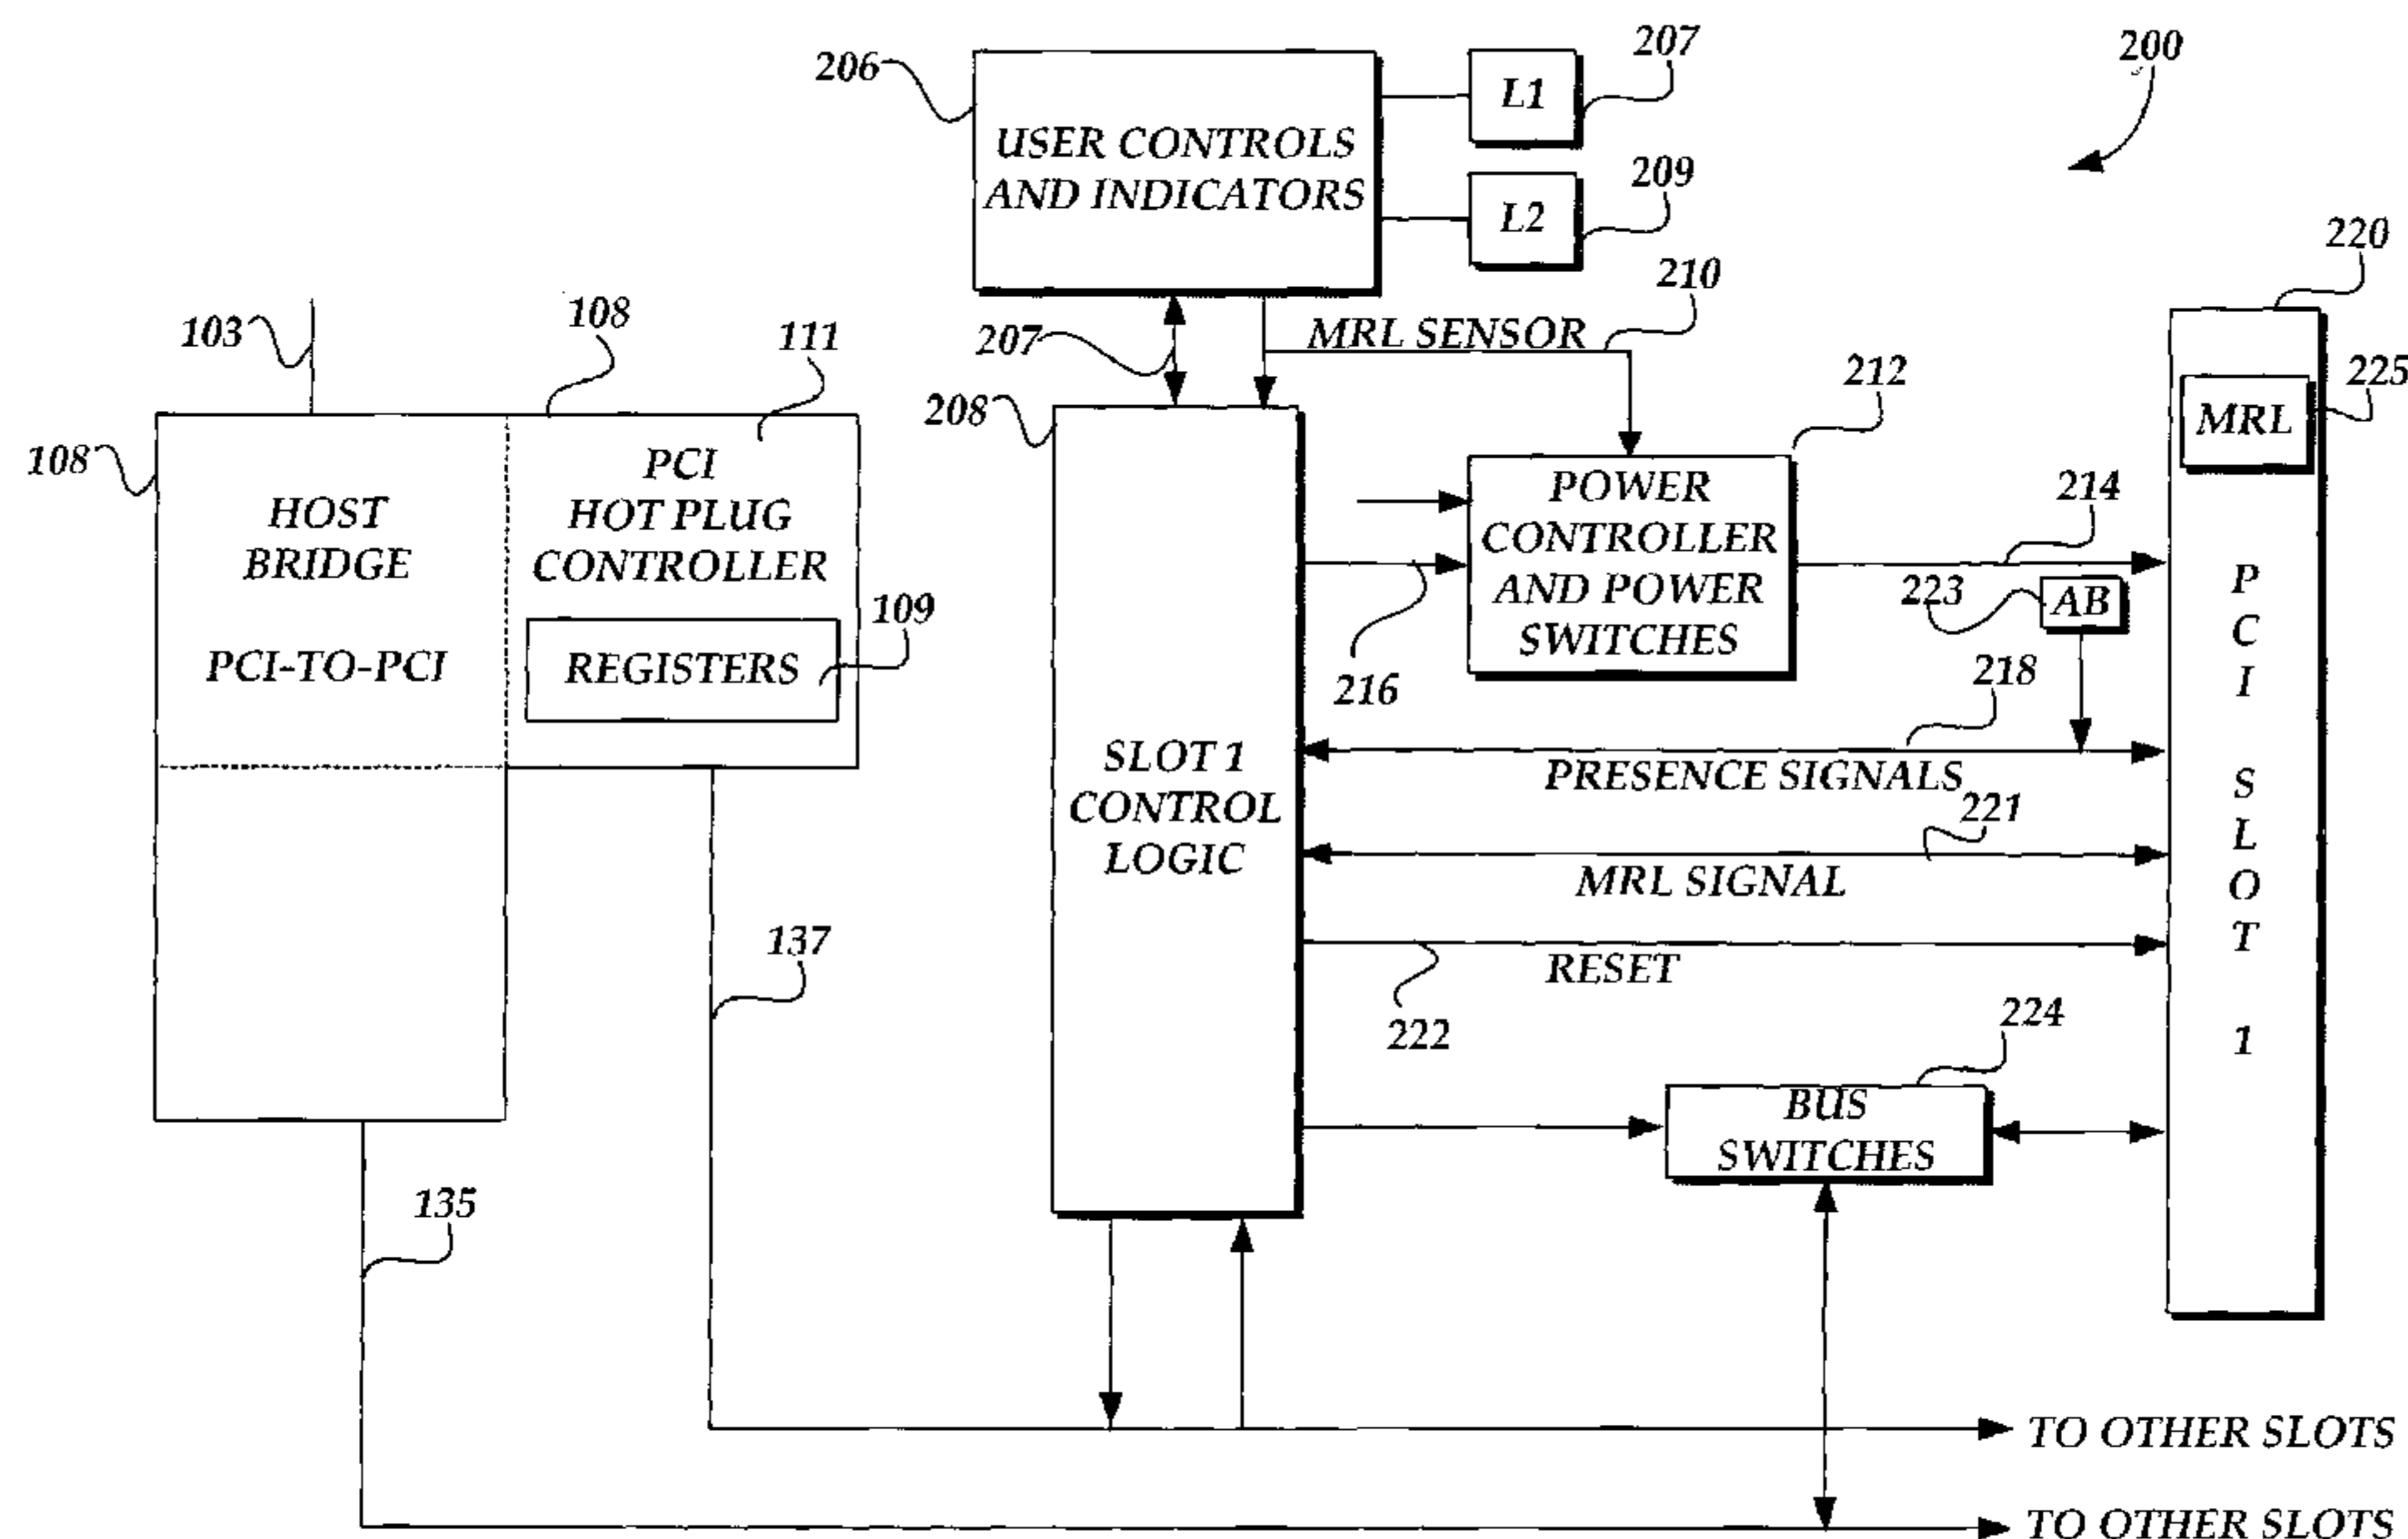 200
206
USER CONTROLS
AND INDICATORS
L1
207
L2
209
210
MRL SENSOR
207
103
108
111
108
HOST
BRIDGE
PCI-TO-PCI
PCI
HOT PLUG
CONTROLLER
REGISTERS
109
137
135
208
SLOT 1
CONTROL
LOGIC
212
POWER
CONTROLLER
AND POWER
SWITCHES
216
214
223
AB
218
PRESENCE SIGNALS
221
MRL SIGNAL
RESET
222
224
BUS
SWITCHES
220
MRL
225
P
C
I
S
L
O
T
1
TO OTHER SLOTS
TO OTHER SLOTS